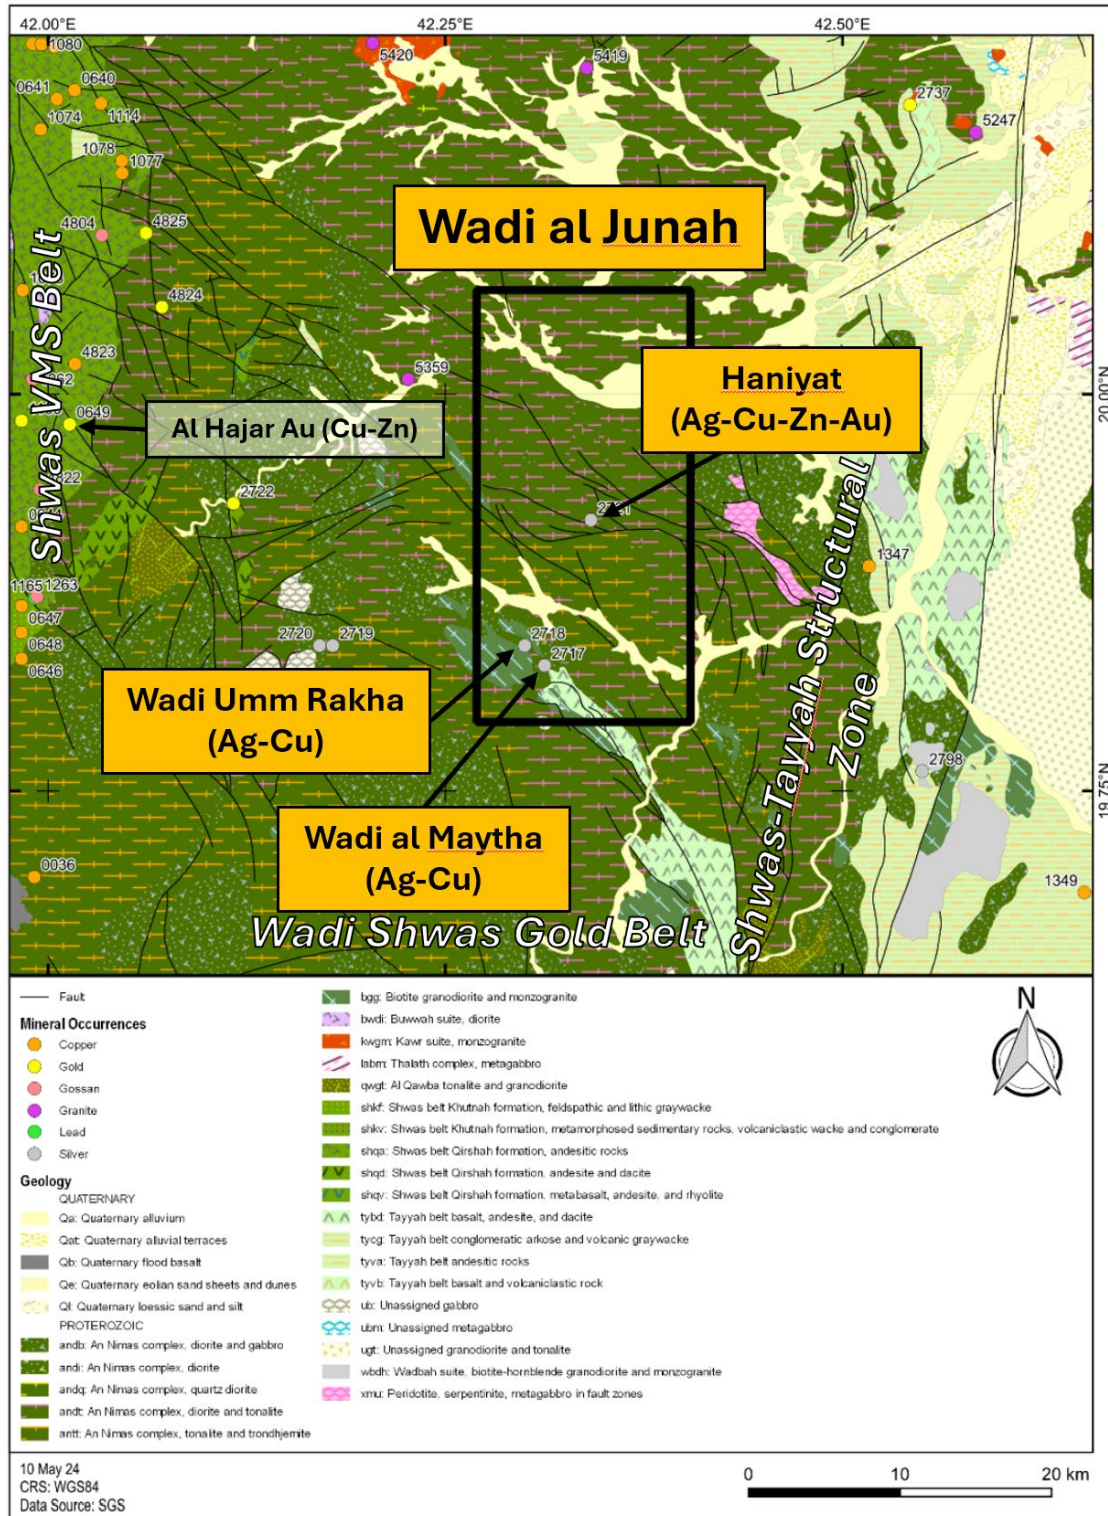 42.00°E 42.25°E 42.50°E
1080
5420
5419
0641
0640
2737
1074
1114
5247
1078
1077
Wadi al Junah
4804
4825
Shwas VMS Belt
4824
4823
5359
Haniyat
(Ag-Cu-Zn-Au)
20.00°N
0649
Al Hajar Au (Cu-Zn)
2722
1347
1165
1263
0647
0648
0646
2720
2719
2718
2717
Wadi Umm Rakha
(Ag-Cu)
Shwas-Tayyah Structural
Zone
2798
19.75°N
Wadi al Maytha
(Ag-Cu)
0036
1349
Wadi Shwas Gold Belt
Fault
Mineral Occurrences
Copper
Gold
Gossan
Granite
Lead
Silver
Geology
QUATERNARY
Qa: Quaternary alluvium
Qat: Quaternary alluvial terraces
Qb: Quaternary flood basalt
Qe: Quaternary eolian sand sheets and dunes
Ql: Quaternary loessic sand and silt
PROTEROZOIC
andb: An Nimas complex, diorite and gabbro
andi: An Nimas complex, diorite
andq: An Nimas complex, quartz diorite
andt: An Nimas complex, diorite and tonalite
antt: An Nimas complex, tonalite and trondhjemite
bgg: Biotite granodiorite and monzogranite
bwdi: Buwwah suite, diorite
kwgm: Kawr suite, monzogranite
labm: Thalath complex, metagabbro
qwgt: Al Qawba tonalite and granodiorite
shkf: Shwas belt Khutnah formation, feldspathic and lithic graywacke
shkv: Shwas belt Khutnah formation, metamorphosed sedimentary rocks, volcaniclastic wacke and conglomerate
shqa: Shwas belt Qirshah formation, andesitic rocks
shqd: Shwas belt Qirshah formation, andesite and dacite
shqv: Shwas belt Qirshah formation, metabasalt, andesite, and rhyolite
tybd: Tayyah belt basalt, andesite, and dacite
tycg: Tayyah belt conglomeratic arkose and volcanic graywacke
tyva: Tayyah belt andesitic rocks
tyvb: Tayyah belt basalt and volcaniclastic rock
ub: Unassigned gabbro
ubm: Unassigned metagabbro
ugt: Unassigned granodiorite and tonalite
wbdh: Wadbah suite, biotite-hornblende granodiorite and monzogranite
xmu: Peridotite, serpentinite, metagabbro in fault zones
N
10 May 24
CRS: WGS84
Data Source: SGS
0 10 20 km